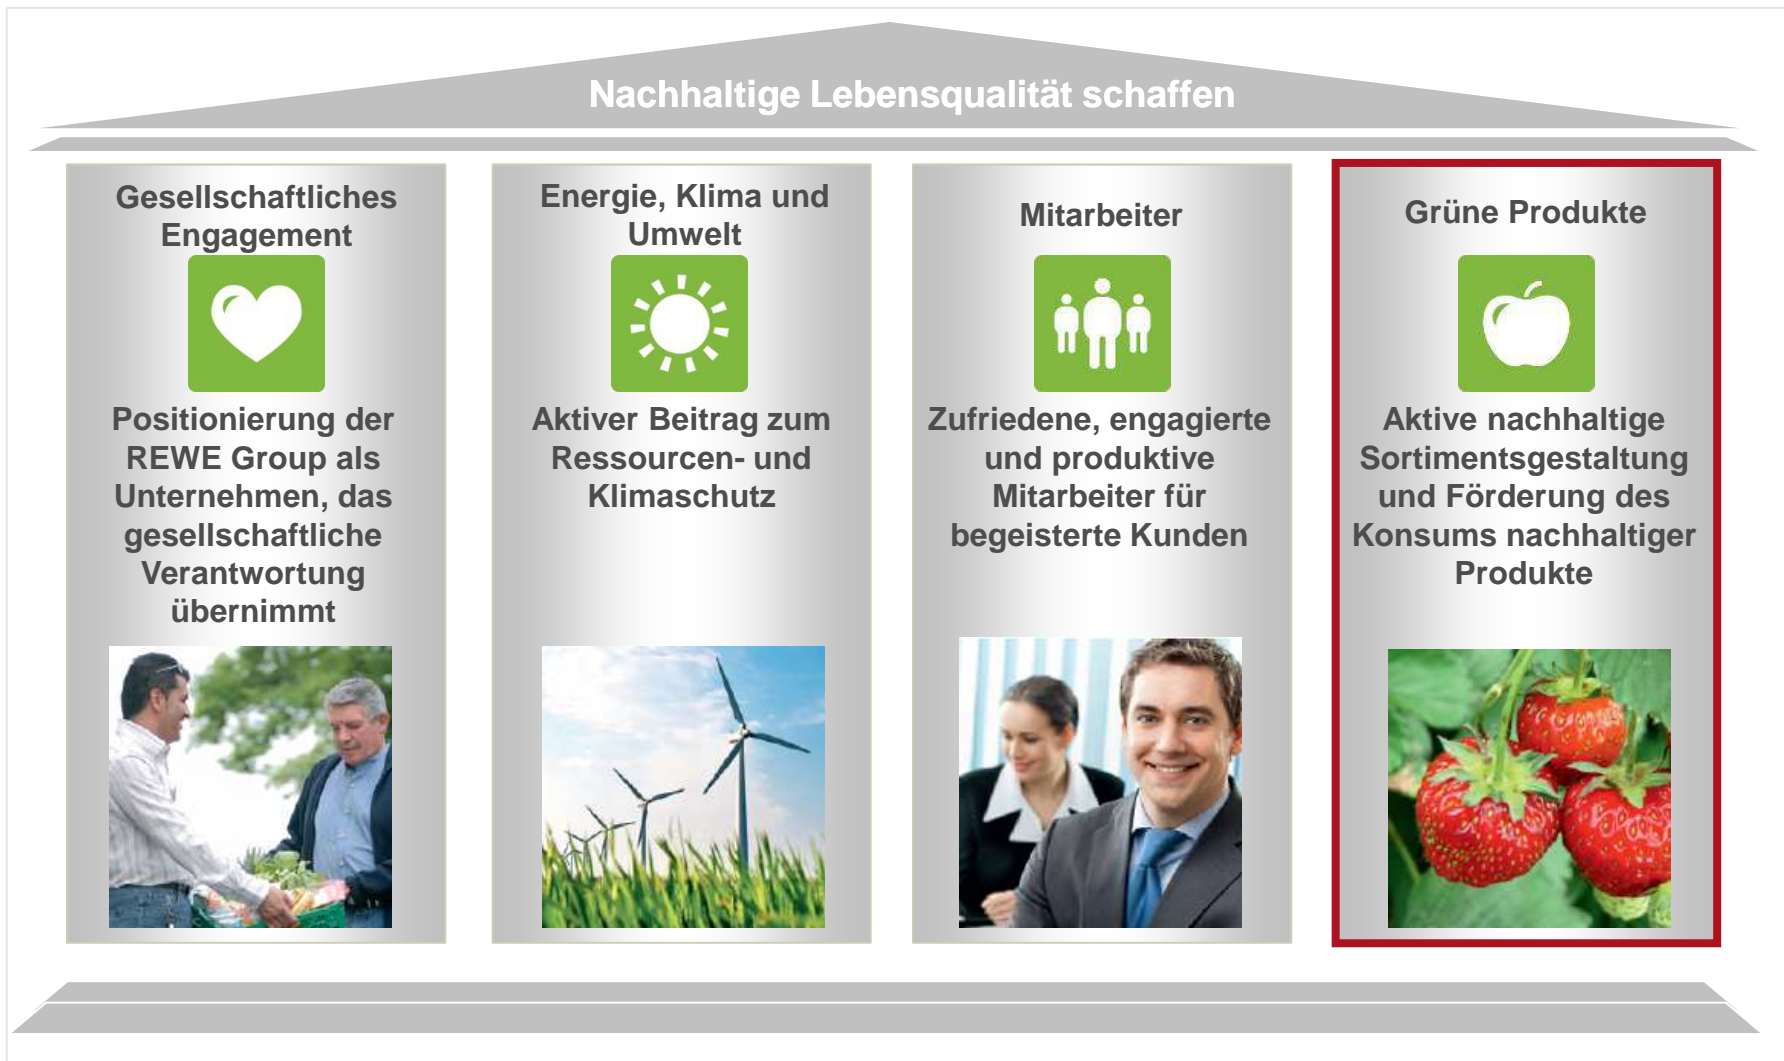 Nachhaltige Lebensqualität schaffen
Gesellschaftliches
Engagement
Positionierung der
REWE Group als
Unternehmen, das
gesellschaftliche
Verantwortung
übernimmt
Energie, Klima und
Umwelt
Aktiver Beitrag zum
Ressourcen- und
Klimaschutz
Mitarbeiter
Zufriedene, engagierte
und produktive
Mitarbeiter für
begeisterte Kunden
Grüne Produkte
Aktive nachhaltige
Sortimentsgestaltung
und Förderung des
Konsums nachhaltiger
Produkte